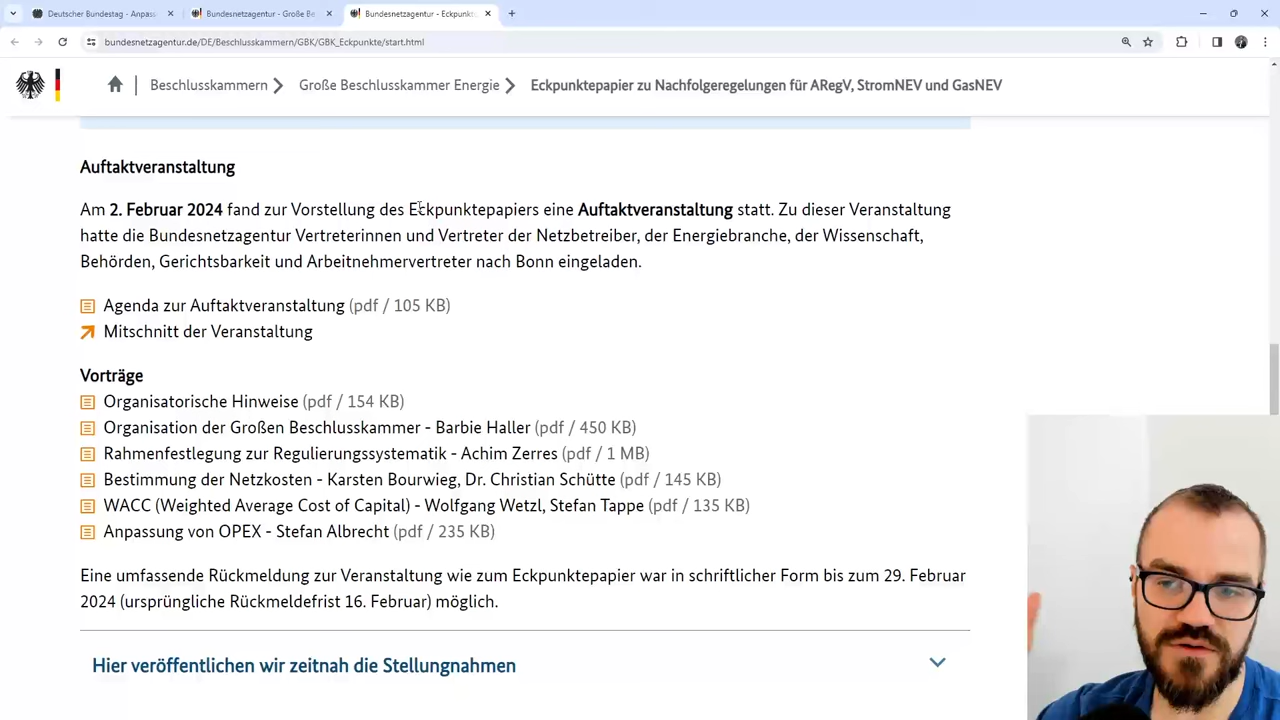 Deutscher Bundestag - Anpas
Bundesnetzagentur - Große Be
Bundesnetzagentur - Eckpunkt
bundesnetzagentur.de/DE/Beschlusskammern/GBK/GBK_Eckpunkte/start.html
Beschlusskammern
Große Beschlusskammer Energie
Eckpunktepapier zu Nachfolgeregelungen für ARegV, StromNEV und GasNEV
Auftaktveranstaltung
Am 2. Februar 2024 fand zur Vorstellung des Eckpunktepapiers eine Auftaktveranstaltung statt. Zu dieser Veranstaltung
hatte die Bundesnetzagentur Vertreterinnen und Vertreter der Netzbetreiber, der Energiebranche, der Wissenschaft,
Behörden, Gerichtsbarkeit und Arbeitnehmervertreter nach Bonn eingeladen.
Agenda zur Auftaktveranstaltung (pdf / 105 KB)
Mitschnitt der Veranstaltung
Vorträge
Organisatorische Hinweise (pdf / 154 KB)
Organisation der Großen Beschlusskammer - Barbie Haller (pdf / 450 KB)
Rahmenfestlegung zur Regulierungssystematik - Achim Zerres (pdf / 1 MB)
Bestimmung der Netzkosten - Karsten Bourwieg, Dr. Christian Schütte (pdf / 145 KB)
WACC (Weighted Average Cost of Capital) - Wolfgang Wetzl, Stefan Tappe (pdf / 135 KB)
Anpassung von OPEX - Stefan Albrecht (pdf / 235 KB)
Eine umfassende Rückmeldung zur Veranstaltung wie zum Eckpunktepapier war in schriftlicher Form bis zum 29. Februar
2024 (ursprüngliche Rückmeldefrist 16. Februar) möglich.
Hier veröffentlichen wir zeitnah die Stellungnahmen